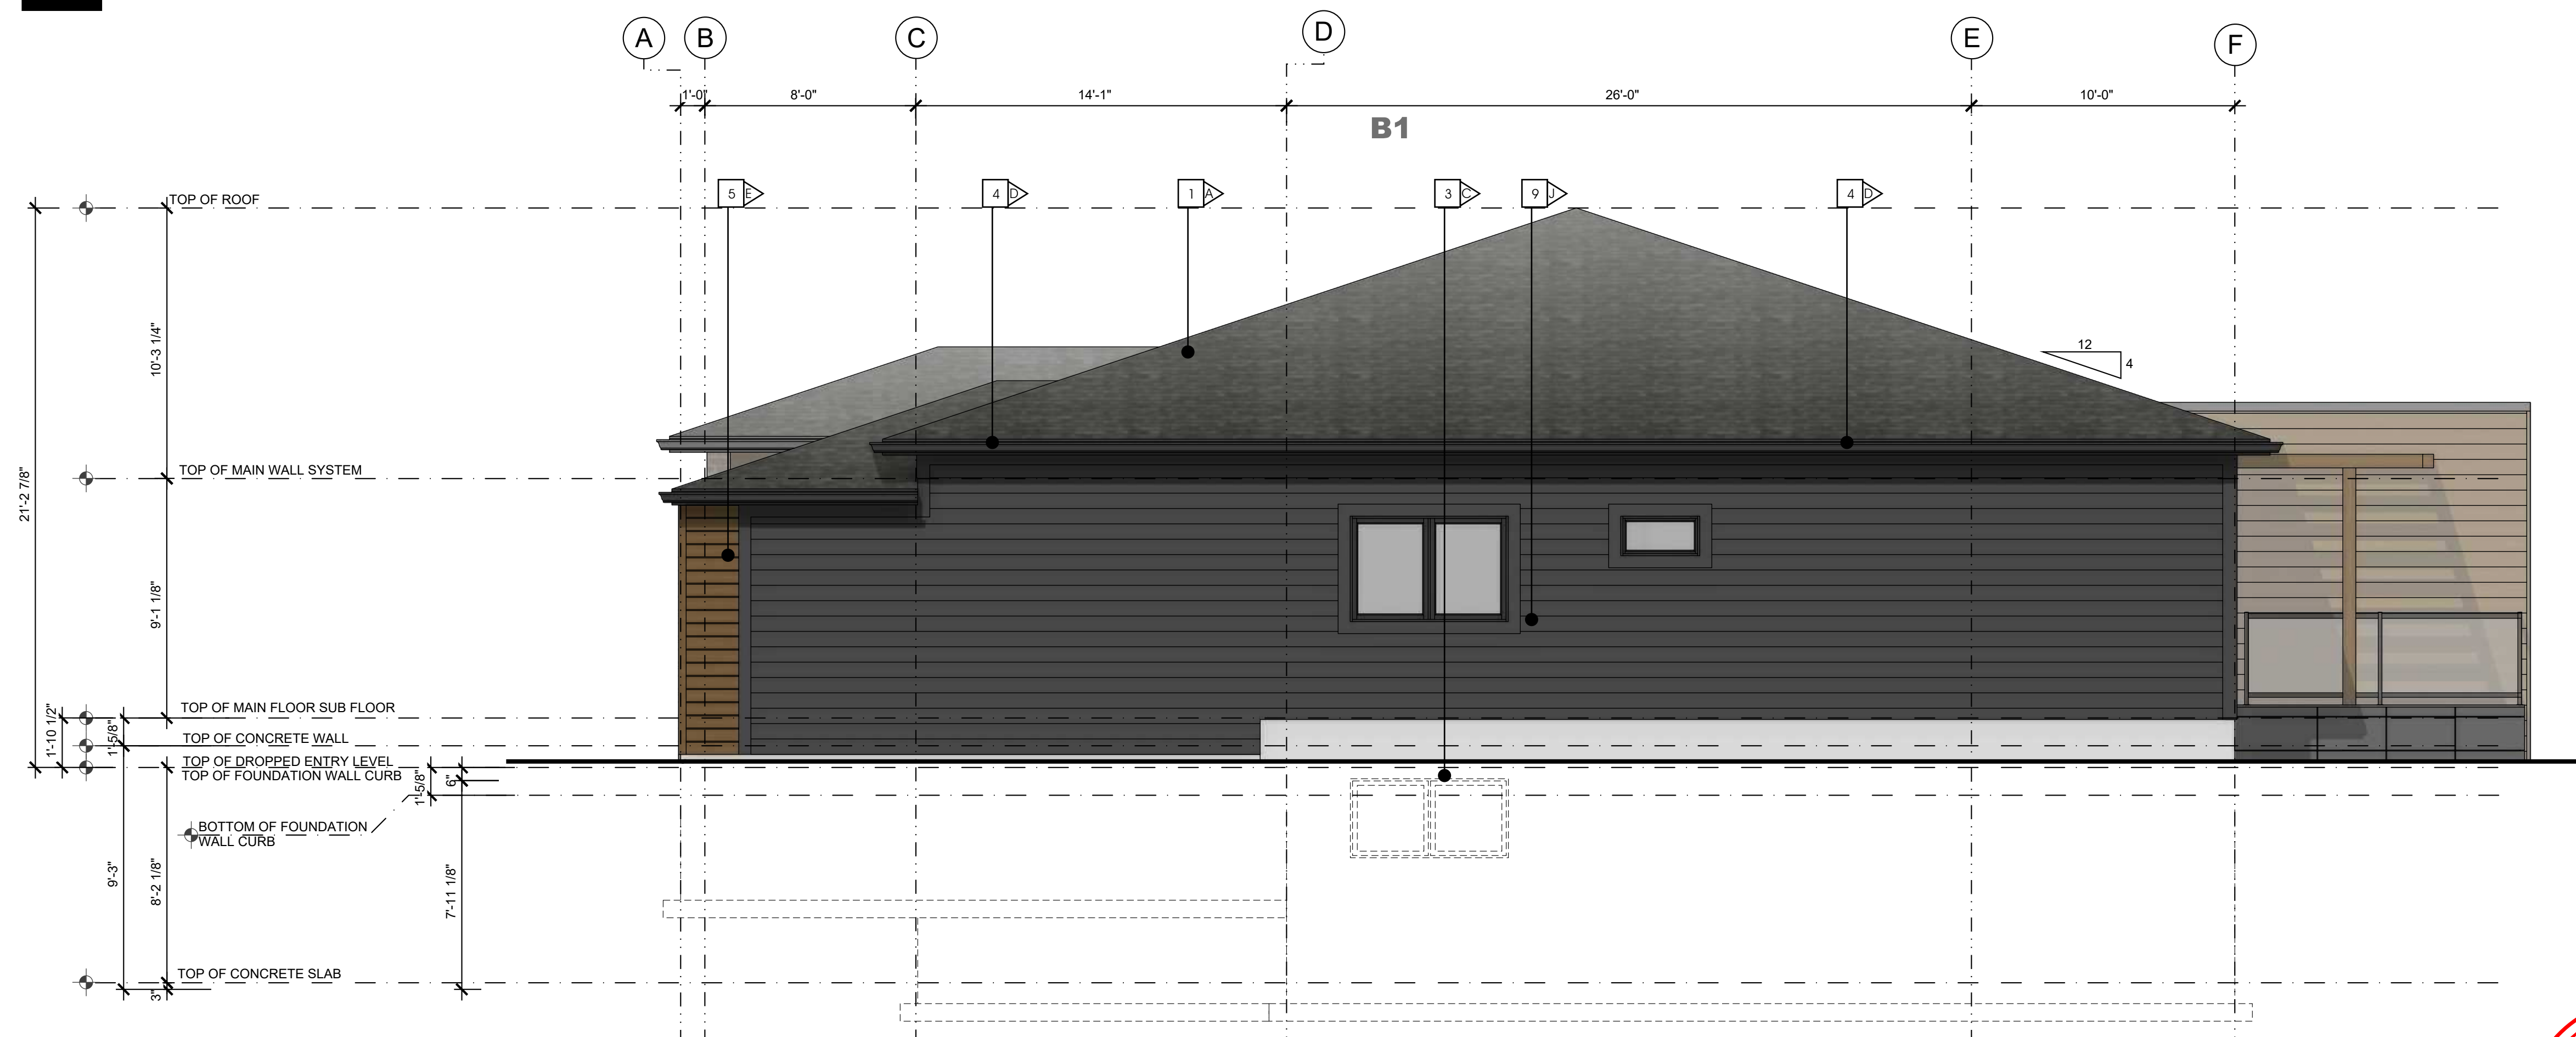 A B C D E F
1'-0" 8'-0" 14'-1" 26'-0" 10'-0"
B1
5 E 4 D 1 A 3 C 9 J 4 D
TOP OF ROOF
12
4
10'-3 1/4"
TOP OF MAIN WALL SYSTEM
21'-2 7/8"
9'-1 1/8"
TOP OF MAIN FLOOR SUB FLOOR
1'-10 1/2"
1'-5/8"
TOP OF CONCRETE WALL
TOP OF DROPPED ENTRY LEVEL
TOP OF FOUNDATION WALL CURB
1'-5/8"
6"
BOTTOM OF FOUNDATION
WALL CURB
9'-3"
8'-2 1/8"
7'-11 1/8"
TOP OF CONCRETE SLAB
3"